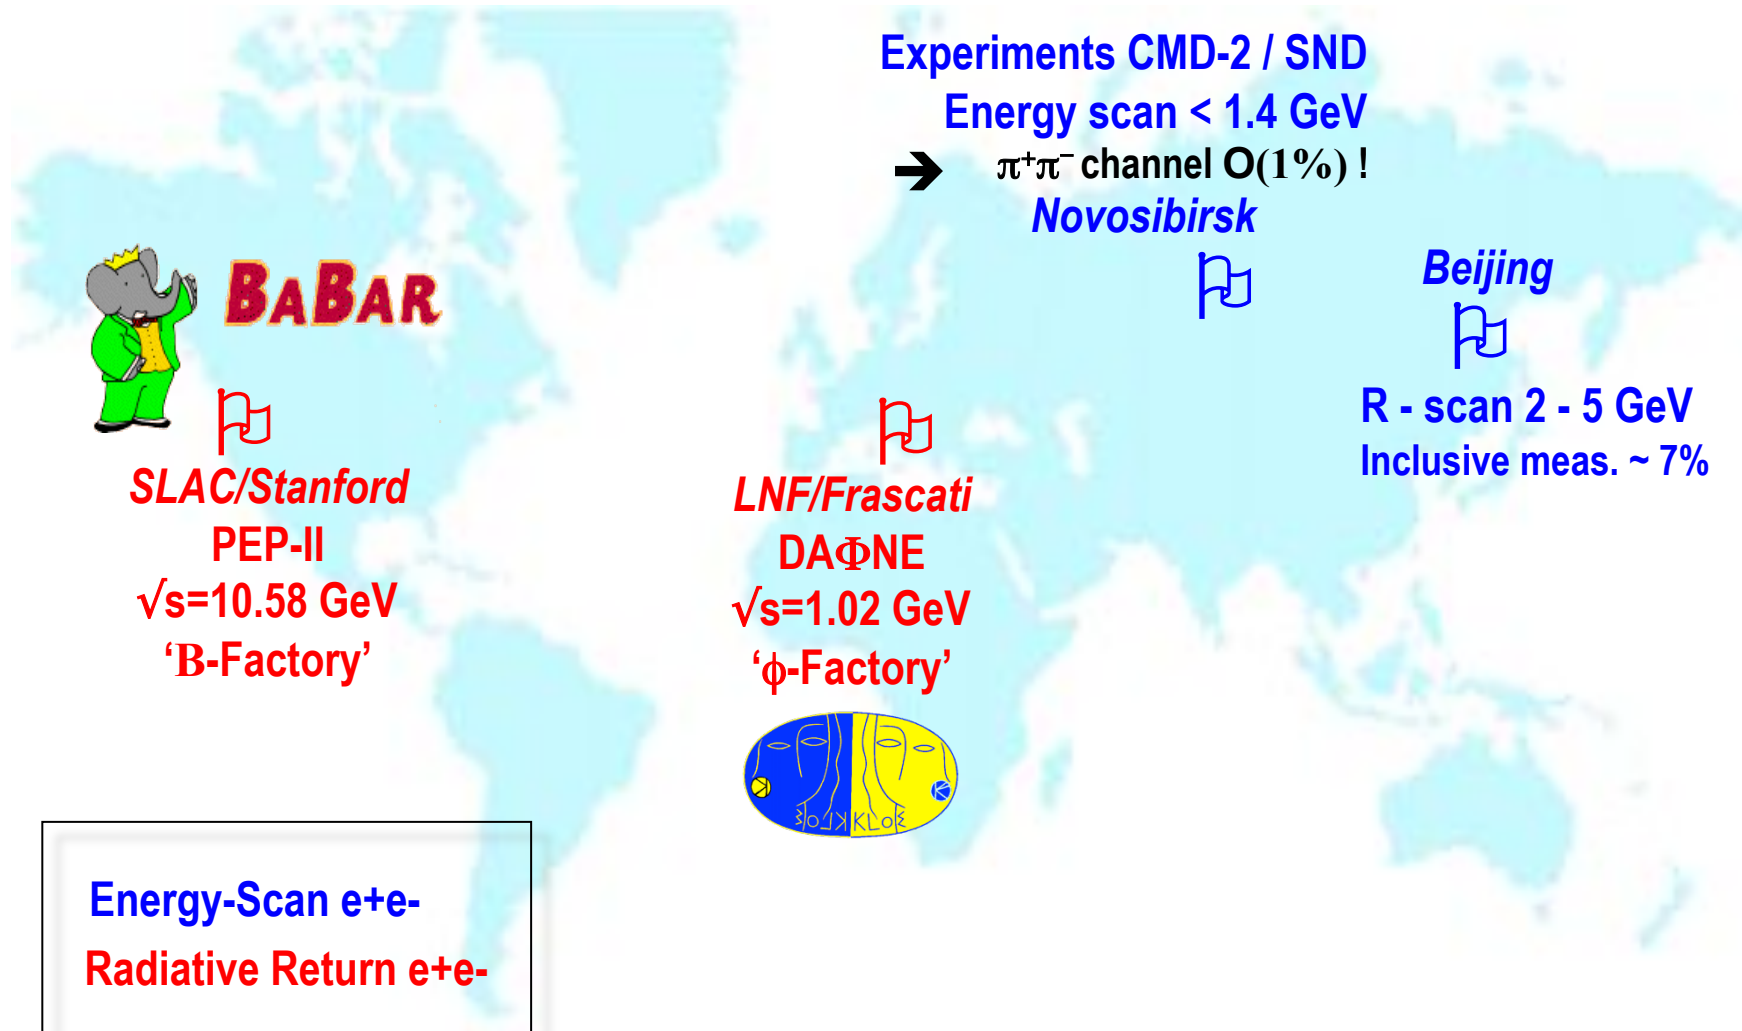 Experiments CMD-2 / SND
Energy scan < 1.4 GeV
➔ π⁺π⁻ channel O(1%) !
Novosibirsk
Beijing
R - scan 2 - 5 GeV
Inclusive meas. ~ 7%
BABAR
SLAC/Stanford
PEP-II
√s=10.58 GeV
‘B-Factory’
LNF/Frascati
DAΦNE
√s=1.02 GeV
‘ϕ-Factory’
KLOE
Energy-Scan e+e-
Radiative Return e+e-